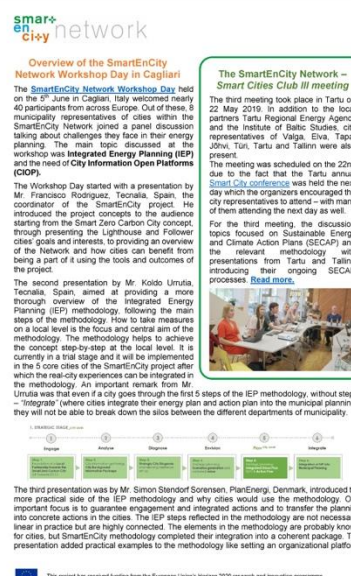 smart
en
city network
Overview of the SmartEnCity
Network Workshop Day in Cagliari
The SmartEnCity Network Workshop Day held
on the 5th June in Cagliari, Italy welcomed nearly
40 participants from across Europe. Out of these, 8
municipality representatives of cities within the
SmartEnCity Network joined a panel discussion
talking about challenges they face in their energy
planning. The main topic discussed at the
workshop was Integrated Energy Planning (IEP)
and the need of City Information Open Platforms
(CIOP).
The Workshop Day started with a presentation by
Mr. Francisco Rodriguez, Tecnalia, Spain, the
coordinator of the SmartEnCity project. He
introduced the project concepts to the audience
starting from the Smart Zero Carbon City concept,
through presenting the Lighthouse and Follower
cities' goals and interests, to providing an overview
of the Network and how cities can benefit from
being a part of it using the tools and outcomes of
the project.
The second presentation by Mr. Koldo Urrutia,
Tecnalia, Spain, aimed at providing a more
thorough overview of the Integrated Energy
Planning (IEP) methodology, following the main
steps of the methodology. How to take measures
on a local level is the focus and central aim of the
methodology. The methodology helps to achieve
the concept step-by-step at the local level. It is
currently in a trial stage and it will be implemented
in the 5 core cities of the SmartEnCity project after
which the real-city experiences can be integrated in
the methodology. An important remark from Mr.
Urrutia was that even if a city goes through the first 5 steps of the IEP methodology, without step
– "Integrate" (where cities integrate their energy plan and action plan into the municipal plannin
they will not be able to break down the silos between the different departments of municipality.
The SmartEnCity Network –
Smart Cities Club III meeting
The third meeting took place in Tartu o
22 May 2019. In addition to the loca
partners Tartu Regional Energy Agenc
and the Institute of Baltic Studies, cit
representatives of Valga, Elva, Tapa
Jõhvi, Türi, Tartu and Tallinn were als
present.
The meeting was scheduled on the 22n
due to the fact that the Tartu annua
Smart City conference was held the nex
day which the organizers encouraged th
city representatives to attend – with man
of them attending the next day as well.
For the third meeting, the discussio
topics focused on Sustainable Energ
and Climate Action Plans (SECAP) an
the relevant methodology wit
presentations from Tartu and Tallin
introducing their ongoing SECA
processes. Read more.
Engage
Analyse
Diagnose
Envision
Integrate
The third presentation was by Mr. Simon Stendorf Sorensen, PlanEnergi, Denmark, introduced t
more practical side of the IEP methodology and why cities would use the methodology. O
important focus is to guarantee engagement and integrated actions and to transfer the plannin
into concrete actions in the cities. The IEP steps reflected in the methodology are not necessa
linear in practice but are highly connected. The elements in the methodology are probably know
for cities, but SmartEnCity methodology completed their integration into a coherent package. T
presentation added practical examples to the methodology like setting an organizational platfo
This project has received funding from the European Union's Horizon 2020 research and innovation programme